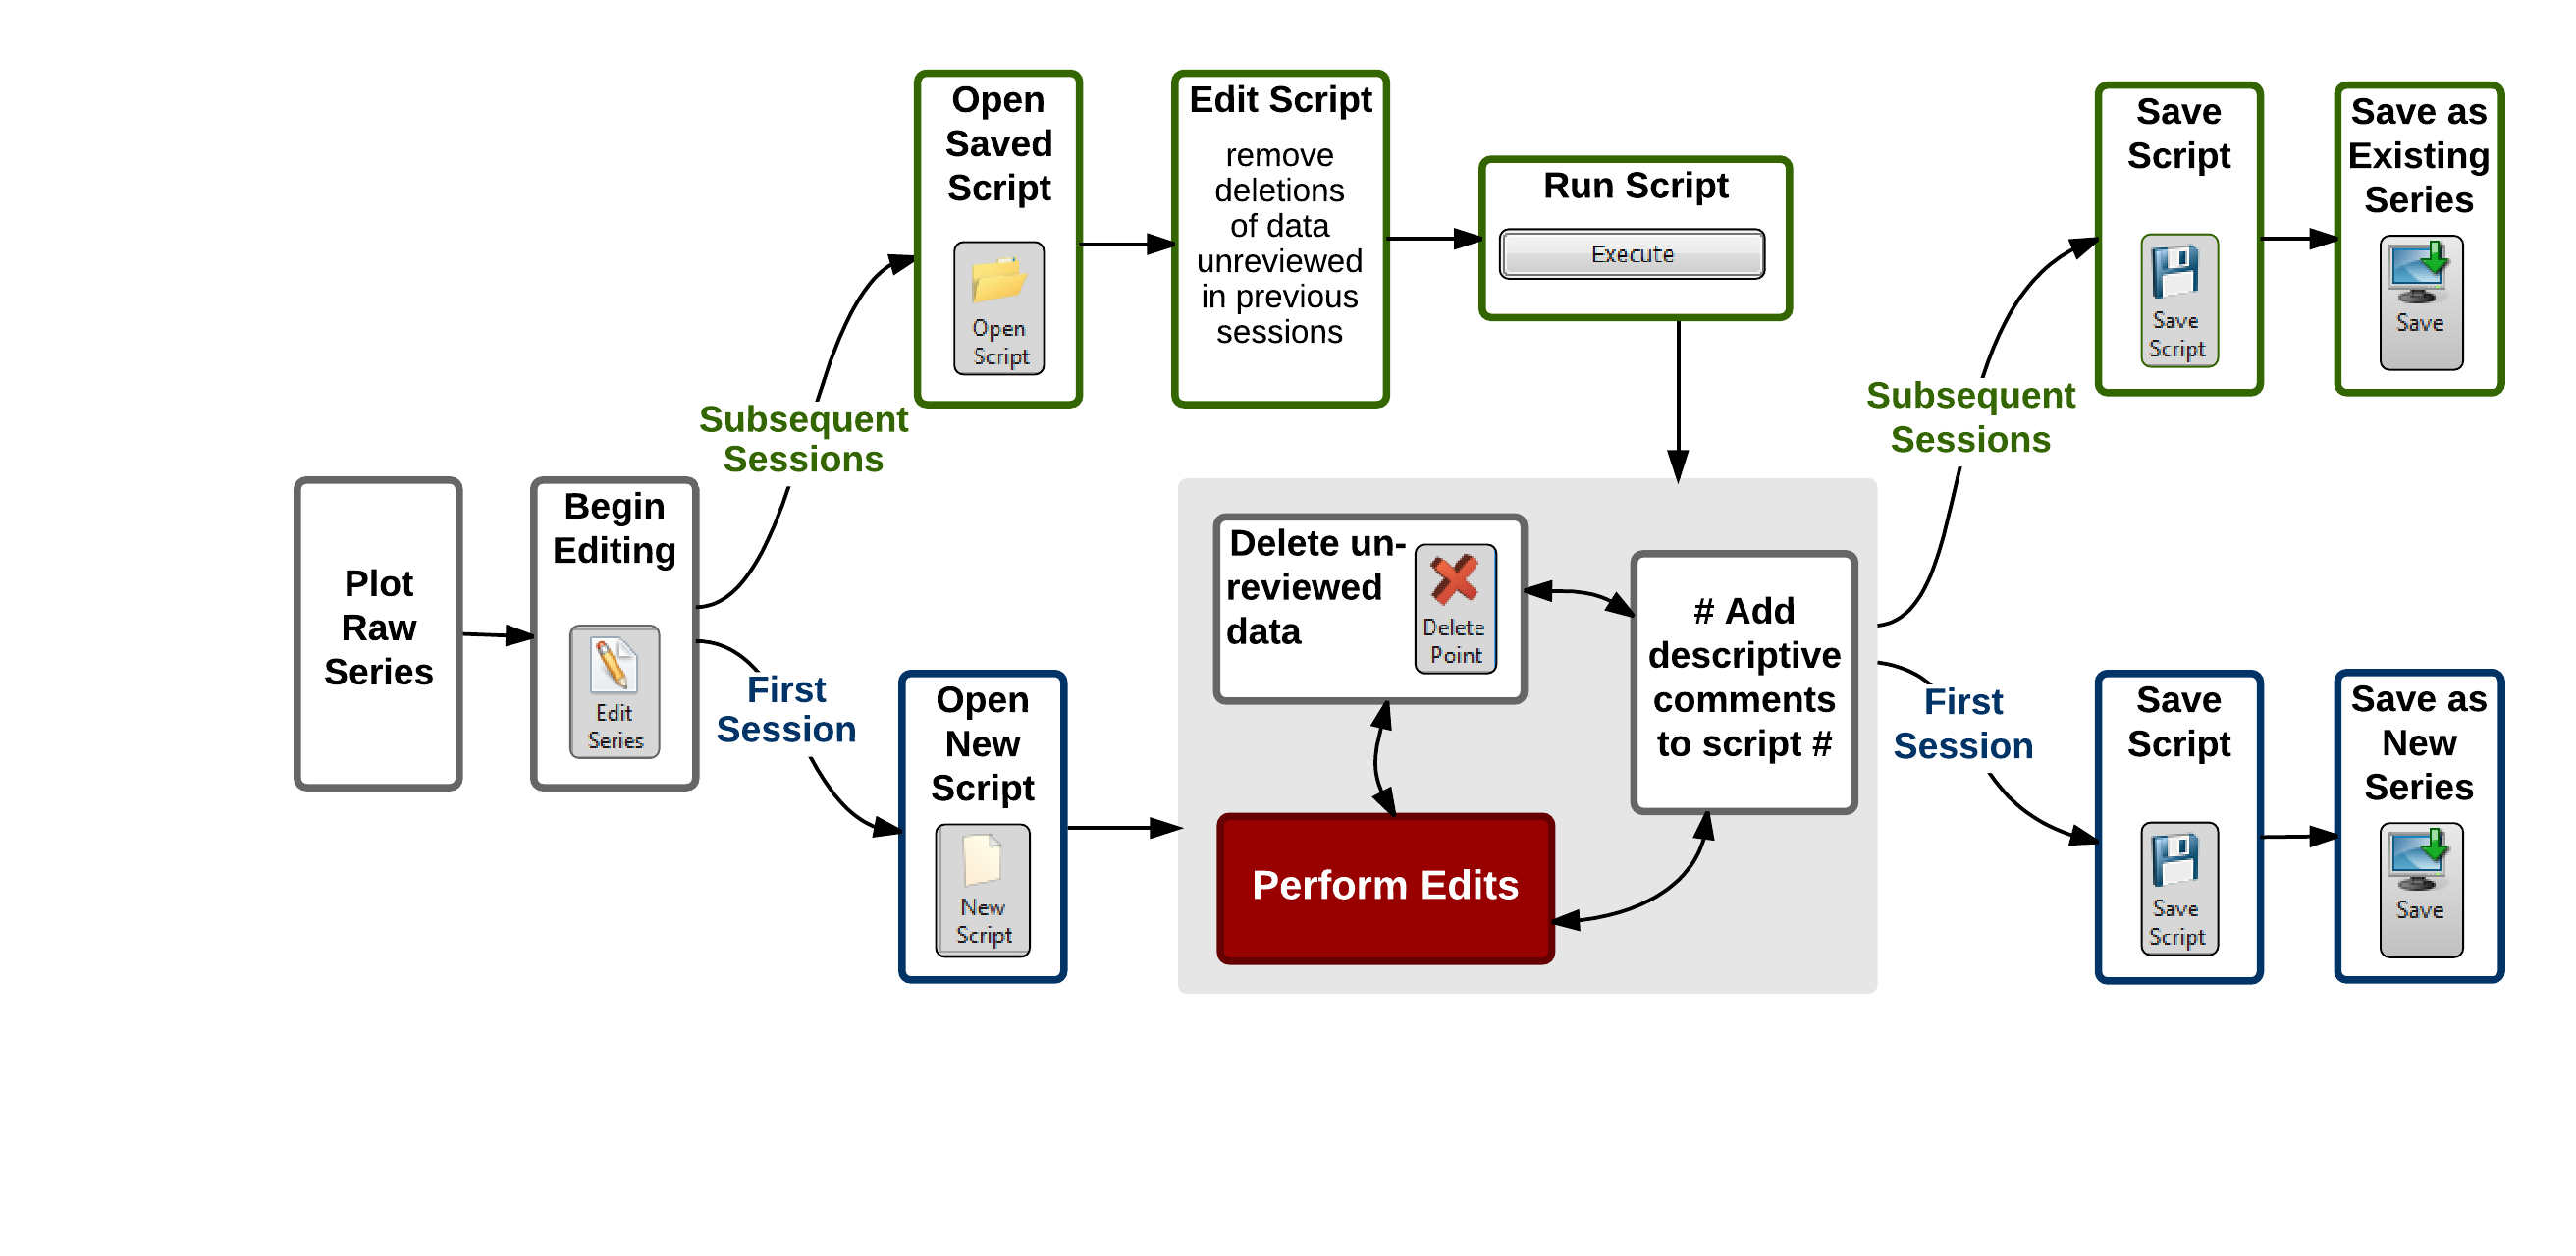 Plot
Raw
Series
Begin
Editing
Edit
Series
Subsequent
Sessions
First
Session
Open
Saved
Script
Open
Script
Edit Script
remove
deletions
of data
unreviewed
in previous
sessions
Run Script
Execute
Open
New
Script
New
Script
Delete un-
reviewed
data
Delete
Point
# Add
descriptive
comments
to script #
Perform Edits
Subsequent
Sessions
First
Session
Save
Script
Save
Script
Save as
Existing
Series
Save
Save
Script
Save
Script
Save as
New
Series
Save